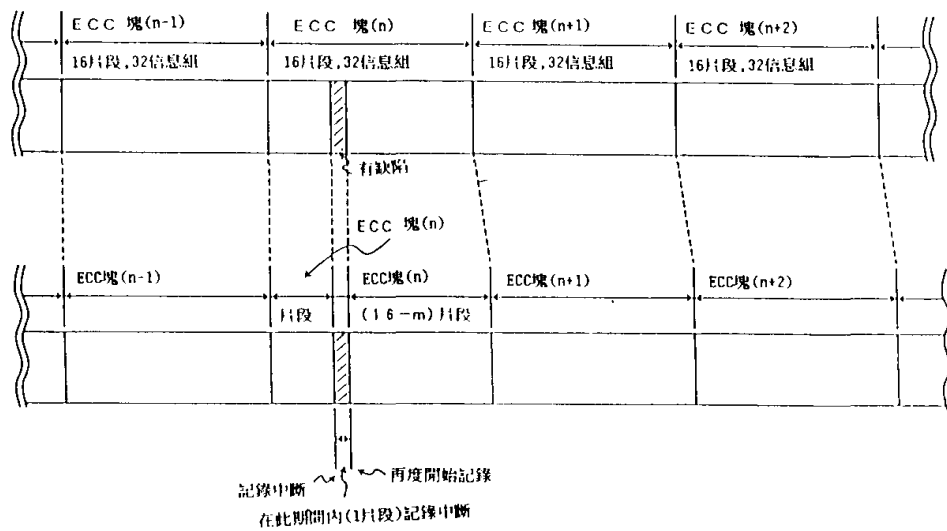 ECC 塊(n-1) ECC 塊(n) ECC 塊(n+1) ECC 塊(n+2)
16片段,32信息組 16片段,32信息組 16片段,32信息組 16片段,32信息組
有缺陷
ECC 塊(n)
ECC塊(n-1) ECC塊(n) ECC塊(n+1) ECC塊(n+2)
片段 (16-m)片段
記錄中斷 再度開始記錄
在此期間內(1片段)記錄中斷